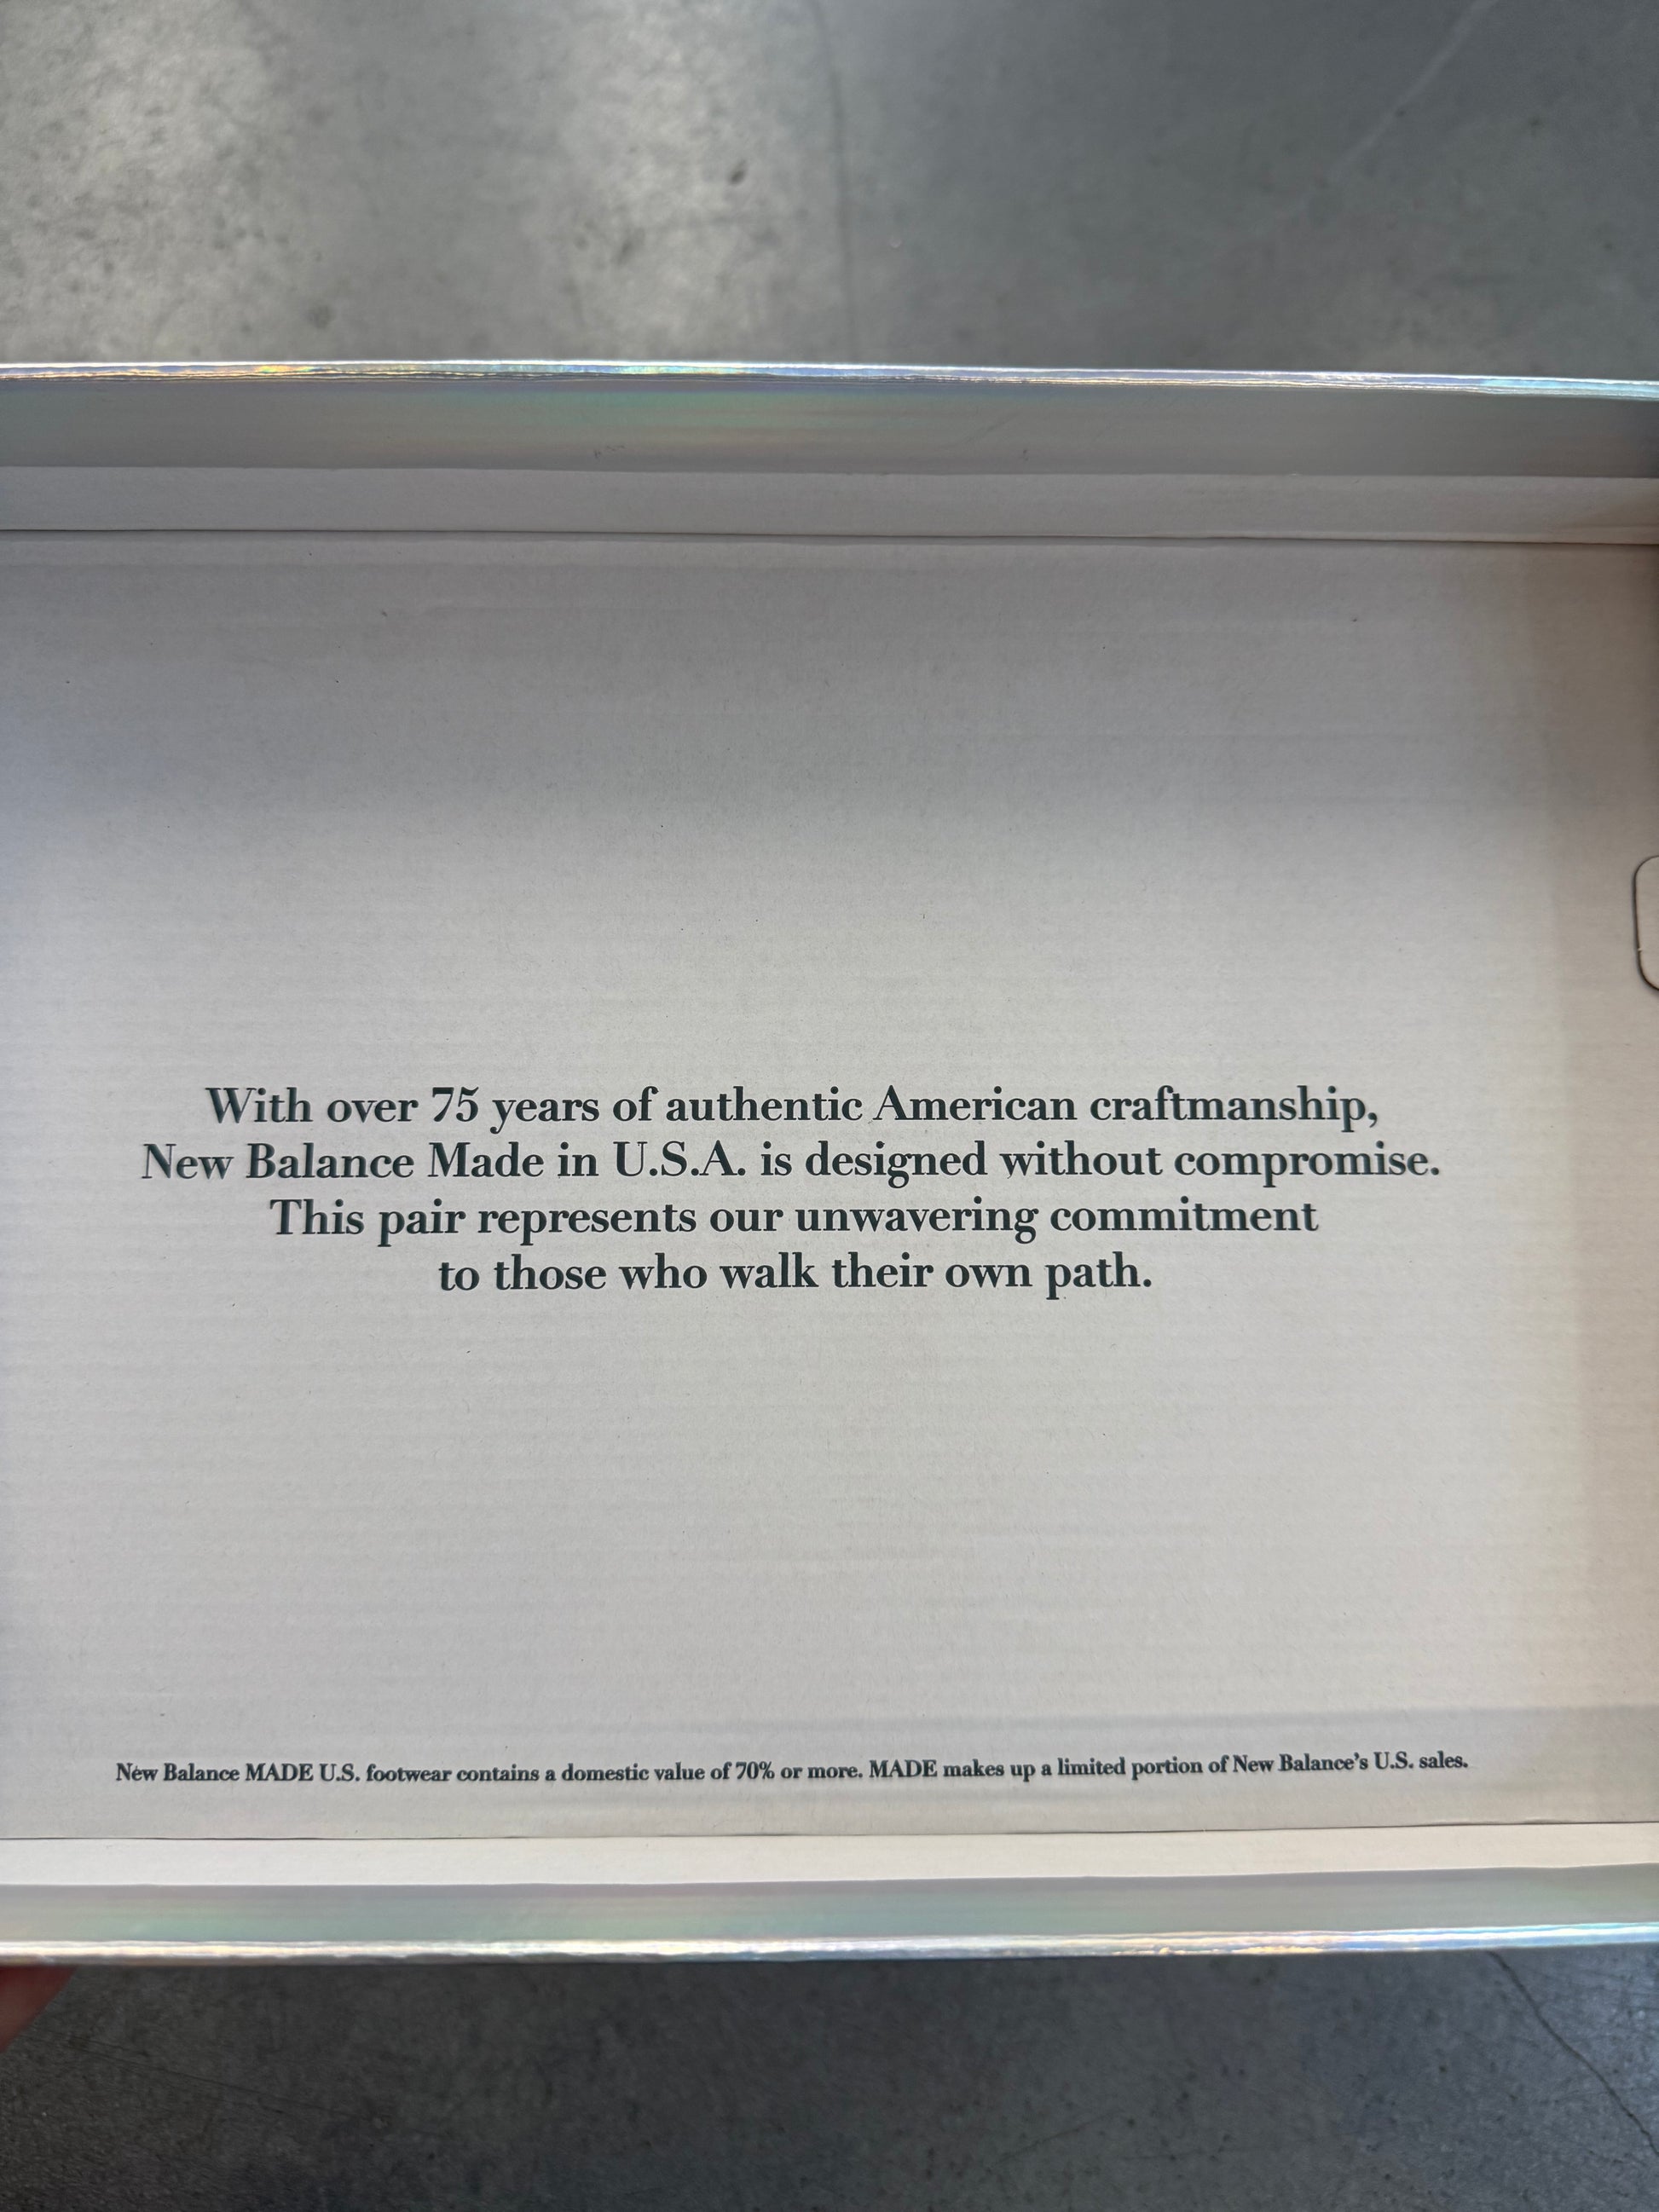 With over 75 years of authentic American craftmanship,
New Balance Made in U.S.A. is designed without compromise.
This pair represents our unwavering commitment
to those who walk their own path.
New Balance MADE U.S. footwear contains a domestic value of 70% or more. MADE makes up a limited portion of New Balance's U.S. sales.